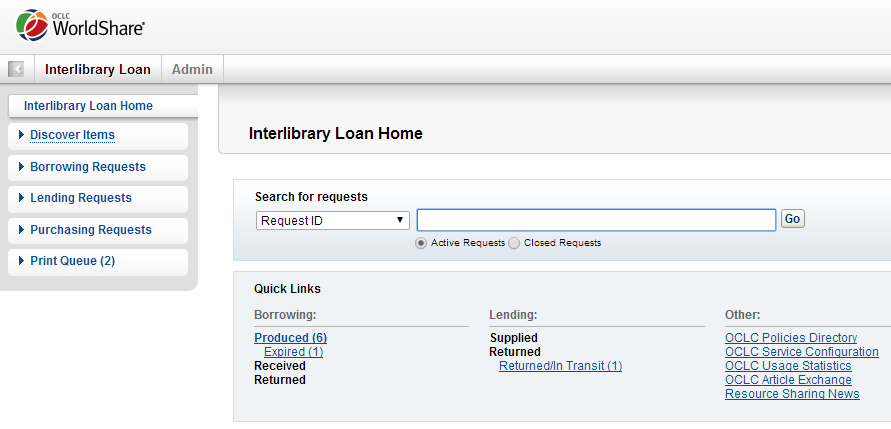 OCLC
WorldShare®
Interlibrary Loan
Admin
Interlibrary Loan Home
Discover Items
Borrowing Requests
Lending Requests
Purchasing Requests
Print Queue (2)
Interlibrary Loan Home
Search for requests
Request ID
Go
Active Requests
Closed Requests
Quick Links
Borrowing:
Produced (6)
Expired (1)
Received
Returned
Lending:
Supplied
Returned
Returned/In Transit (1)
Other:
OCLC Policies Directory
OCLC Service Configuration
OCLC Usage Statistics
OCLC Article Exchange
Resource Sharing News